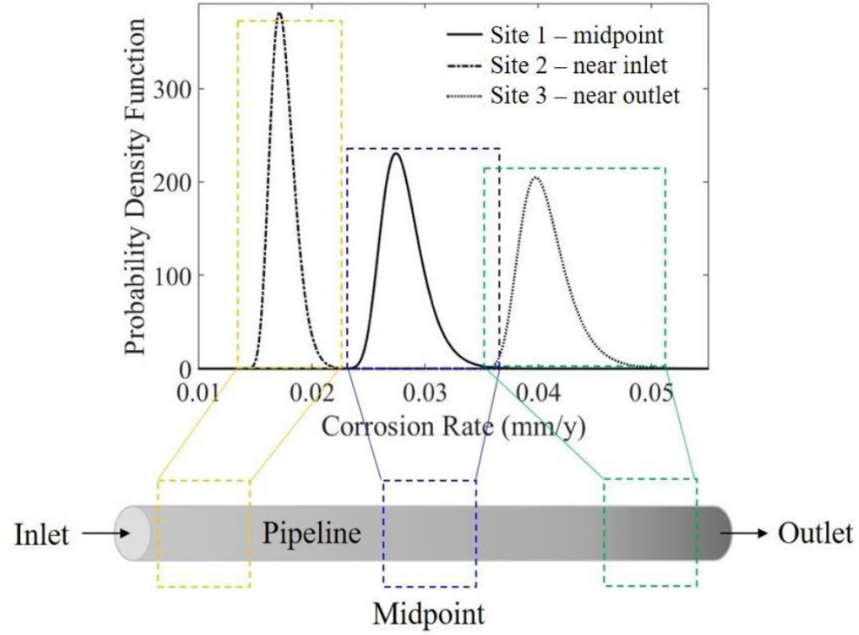 Probability Density Function
300
200
100
0
Site 1 – midpoint
Site 2 – near inlet
Site 3 – near outlet
0.01 0.02 0.03 0.04 0.05
Corrosion Rate (mm/y)
Inlet
Pipeline
Outlet
Midpoint